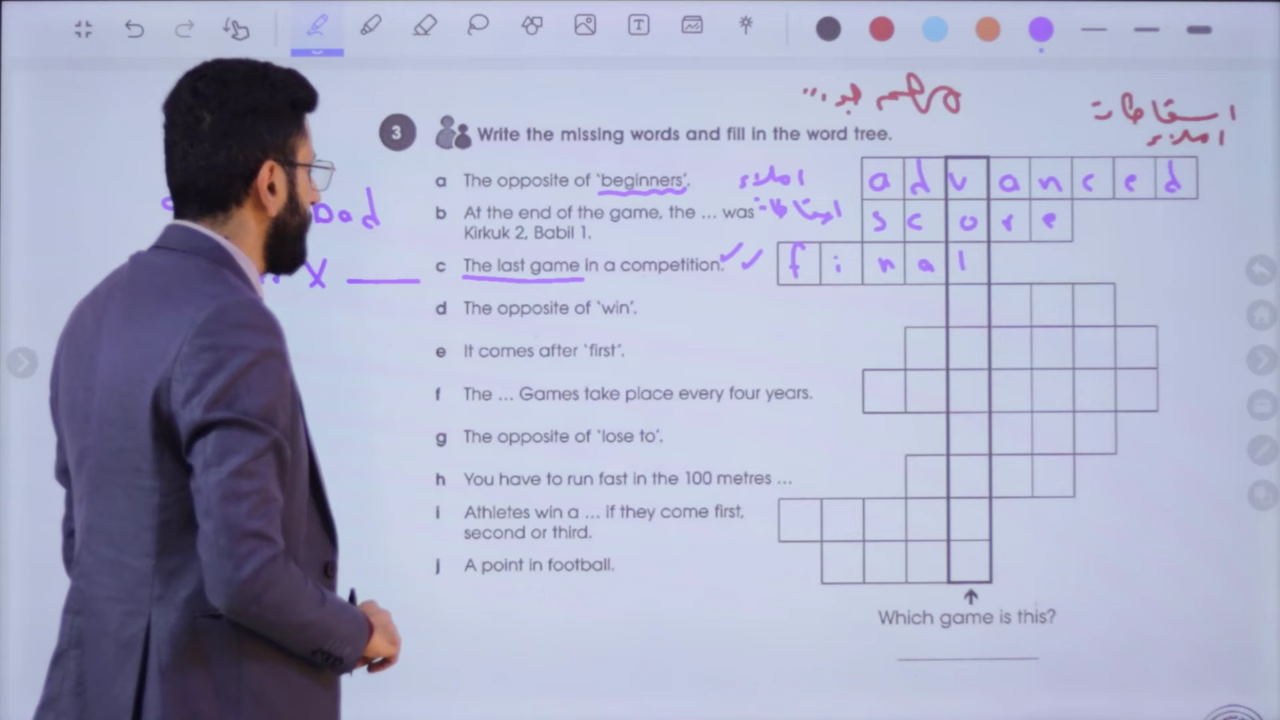 3 Write the missing words and fill in the word tree.
a The opposite of 'beginners'. املاء a d v a n c e d
b At the end of the game, the ... was s c o r e
Kirkuk 2, Babil 1.
c The last game in a competition. f i n a l
d The opposite of 'win'.
e It comes after 'first'.
f The ... Games take place every four years.
g The opposite of 'lose to'.
h You have to run fast in the 100 metres ...
i Athletes win a ... if they come first,
second or third.
j A point in football.
Which game is this?
X
املاء
T